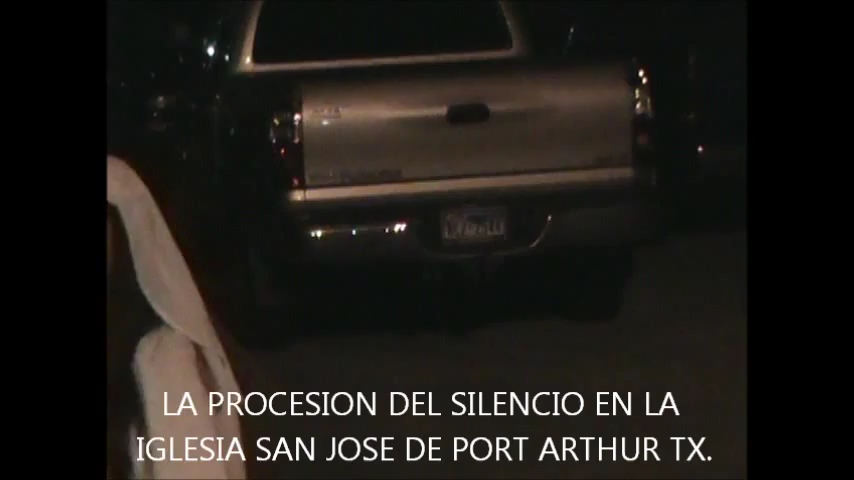 LA PROCESION DEL SILENCIO EN LA
IGLESIA SAN JOSE DE PORT ARTHUR TX.